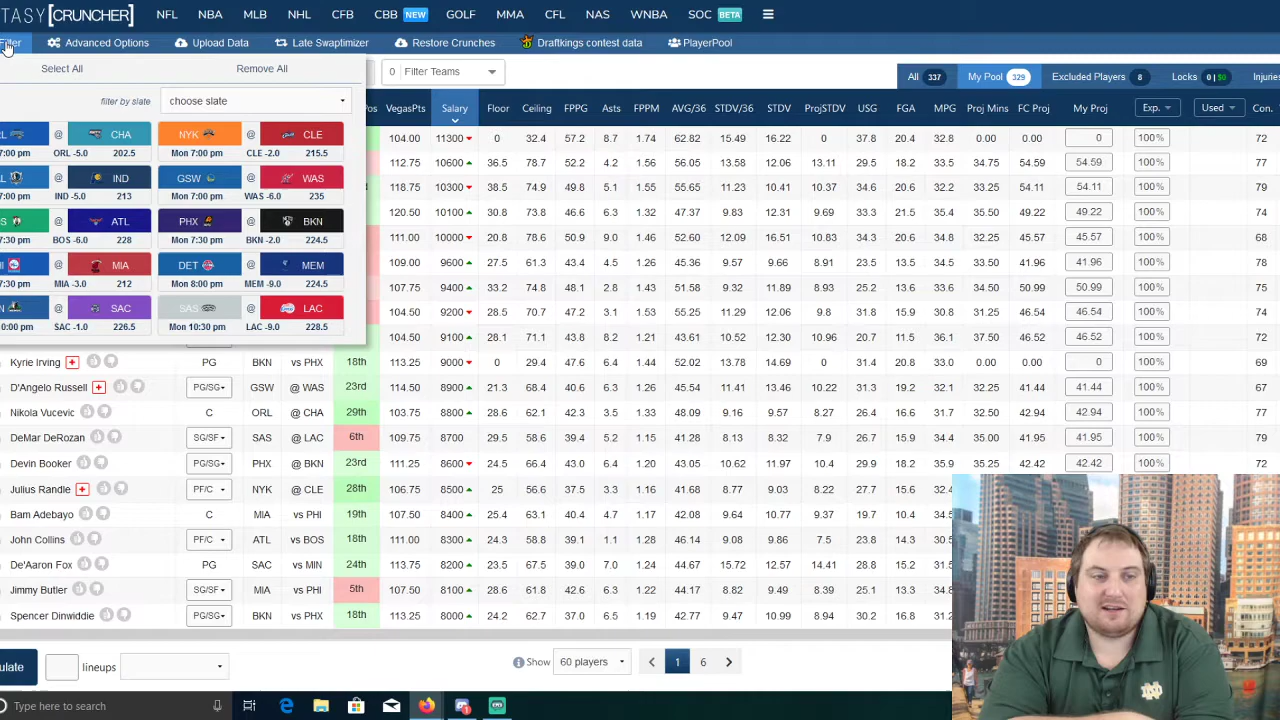 TASY [CRUNCHER] NFL NBA MLB NHL CFB CBB NEW GOLF MMA CFL NAS WNBA SOC BETA
Filter Advanced Options Upload Data Late Swaptimizer Restore Crunches Draftkings contest data PlayerPool
Select All Remove All 0 Filter Teams All 337 My Pool 329 Excluded Players 8 Locks 0 | $0 Injuries
filter by slate choose slate
Pos VegasPts Salary Floor Ceiling FPPG Asts FPPM AVG/36 STDV/36 STDV ProjSTDV USG FGA MPG Proj Mins FC Proj My Proj Exp. Used Con.
RL @ CHA NYK @ CLE 104.00 11300 0 32.4 57.2 8.7 1.74 62.82 15.49 16.22 37.8 20.4 32.8 0.00 0.00 0 100% 72
7:00 pm ORL -5.0 202.5 Mon 7:00 pm CLE -2.0 215.5
112.75 10600 36.5 78.7 52.2 4.2 1.56 56.05 13.58 12.06 13.11 29.5 18.2 33.5 34.75 54.59 54.59 100% 77
AL @ IND GSW @ WAS
7:00 pm IND -5.0 213 Mon 7:00 pm WAS -6.0 235
118.75 10300 38.5 74.9 49.8 5.1 1.55 55.65 11.23 10.37 34.6 33.25 54.11 54.11 100% 79
120.50 10100 30.8 73.8 46.6 6.3 1.32 47.37 9.83 12.31 33.3 21.5 35.4 35.50 49.22 49.22 100% 74
OS @ ATL PHX @ BKN
7:30 pm BOS -6.0 228 Mon 7:30 pm BKN -2.0 224.5
111.00 10000 20.8 78.6 50.9 9.0 1.46 52.60 12.09 16.51 10.83 34.3 20.6 34.8 32.25 45.57 45.57 100% 68
HI @ MIA DET @ MEM 109.00 9600 27.5 61.3 43.4 4.1 1.26 45.36 9.57 9.66 8.91 23.5 13.5 34.5 33.50 41.96 41.96 100% 74
7:30 pm MIA -3.0 212 Mon 8:00 pm MEM -9.0 224.5
107.75 9400 33.2 74.8 48.1 2.8 1.43 51.58 9.32 11.31 8.93 25.2 13.6 33.6 34.50 50.99 50.99 100% 75
N @ SAC SAS @ LAC 104.50 9200 28.5 70.7 47.2 3.1 1.53 55.25 11.29 12.64 9.8 31.8 15.9 30.8 31.25 46.54 46.54 100% 74
0:00 pm SAC -1.0 226.5 Mon 10:30 pm LAC -9.0 228.5
104.50 9100 28.1 71.1 43.8 8.2 1.21 43.61 10.52 12.30 10.96 20.7 11.5 36.1 37.50 46.52 46.52 100% 72
Kyrie Irving PG BKN vs PHX 18th 113.25 9000 0 29.4 47.6 6.4 1.44 52.02 13.78 14.69 0 31.4 20.8 33.0 0.00 0.00 0 100% 69
D'Angelo Russell PG/SG GSW @ WAS 23rd 114.50 8900 21.3 68.4 40.6 6.3 1.26 45.54 11.41 13.49 10.22 31.3 19.2 32.1 32.25 41.44 41.44 100% 67
Nikola Vucevic C ORL @ CHA 29th 103.75 8800 28.6 62.1 42.3 3.5 1.33 48.09 9.16 9.57 8.27 26.4 16.6 31.7 32.50 42.94 42.94 100% 77
DeMar DeRozan SG/SF SAS @ LAC 6th 109.75 8700 29.5 58.6 39.4 5.2 1.15 41.28 8.13 8.32 7.9 26.7 15.9 34.4 35.00 41.95 41.95 100% 79
Devin Booker PG/SG PHX @ BKN 23rd 111.25 8600 24.5 66.4 43.0 6.4 1.20 43.05 10.62 11.97 10.4 29.9 18.2 35.9 35.25 42.42 42.42 100% 72
Julius Randle PF/C NYK @ CLE 28th 106.75 8500 25 56.6 37.5 3.3 1.16 41.68 8.77 9.03 8.22 27.7 15.6 32.4
Bam Adebayo C MIA vs PHI 19th 107.50 8400 25.4 63.1 40.4 4.7 1.17 42.08 9.64 10.77 9.37 19.7 10.4 34.
John Collins PF/C ATL vs BOS 18th 111.00 8300 24.3 58.8 39.1 1.1 1.28 46.14 9.08 9.86 7.5 23.8 14.3 30.5
De'Aaron Fox PG SAC vs MIN 24th 113.75 8200 23.5 67.5 39.0 7.0 1.24 44.67 15.72 12.57 14.41 28.8 15.2 31.5
Jimmy Butler SG/SF MIA vs PHI 5th 107.50 8100 28.6 61.8 42.6 6.3 1.22 44.17 8.82 9.49 8.39 25.1 13.3 34.
Spencer Dinwiddie PG/SG BKN vs PHX 18th 113.25 8000 24.2 62.7 37.0 6.5 1.19 42.77 9.47 10.99 9.78 30.2 16.8 31.
ulate lineups Show 60 players 1 6
Type here to search